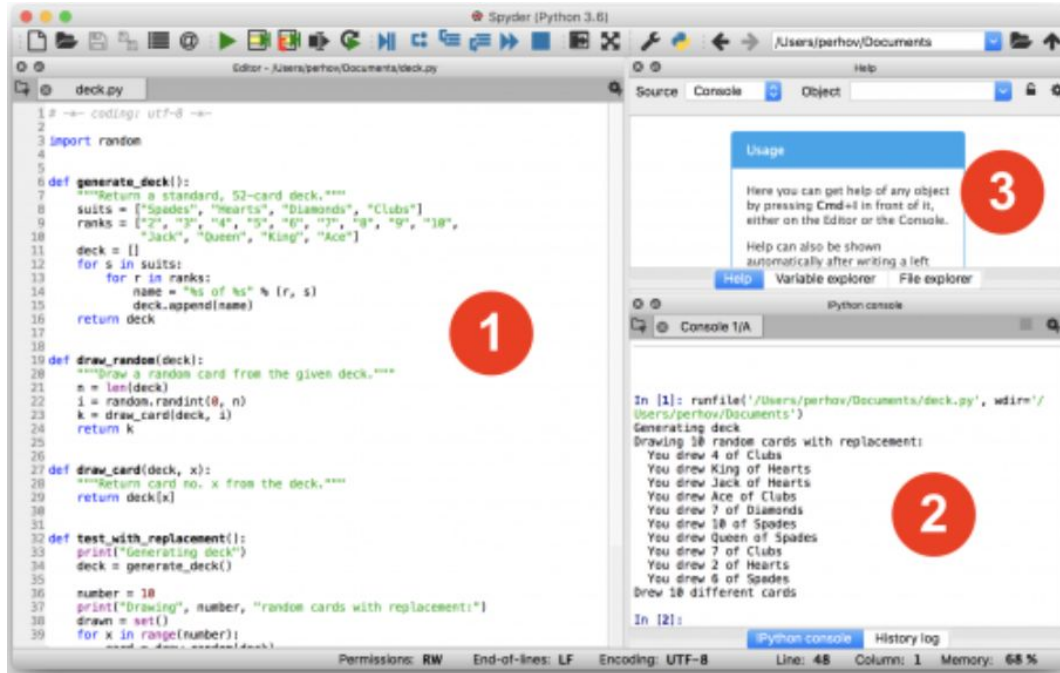 Spyder (Python 3.6)
/Users/perhov/Documents
Editor - /Users/perhov/Documents/deck.py
deck.py
1 # -*- coding: utf-8 -*-
2
3 import random
4
5
6 def generate_deck():
7 """Return a standard, 52-card deck."""
8 suits = ["Spades", "Hearts", "Diamonds", "Clubs"]
9 ranks = ["2", "3", "4", "5", "6", "7", "8", "9", "10",
10 "Jack", "Queen", "King", "Ace"]
11 deck = []
12 for s in suits:
13 for r in ranks:
14 name = "%s of %s" % (r, s)
15 deck.append(name)
16 return deck
17
18
19 def draw_random(deck):
20 """Draw a random card from the given deck."""
21 n = len(deck)
22 i = random.randint(0, n)
23 k = draw_card(deck, i)
24 return k
25
26
27 def draw_card(deck, x):
28 """Return card no. x from the deck."""
29 return deck[x]
30
31
32 def test_with_replacement():
33 print("Generating deck")
34 deck = generate_deck()
35
36 number = 10
37 print("Drawing", number, "random cards with replacement:")
38 drawn = set()
39 for x in range(number):
1
Help
Source Console Object
Usage
Here you can get help of any object
by pressing Cmd+I in front of it,
either on the Editor or the Console.
Help can also be shown
automatically after writing a left
3
Help Variable explorer File explorer
IPython console
Console 1/A
In [1]: runfile('/Users/perhov/Documents/deck.py', wdir='/
Users/perhov/Documents')
Generating deck
Drawing 10 random cards with replacement:
You drew 4 of Clubs
You drew King of Hearts
You drew Jack of Hearts
You drew Ace of Clubs
You drew 7 of Diamonds
You drew 10 of Spades
You drew Queen of Spades
You drew 7 of Clubs
You drew 2 of Hearts
You drew 6 of Spades
Drew 10 different cards
In [2]:
2
IPython console History log
Permissions: RW End-of-lines: LF Encoding: UTF-8 Line: 48 Column: 1 Memory: 68 %